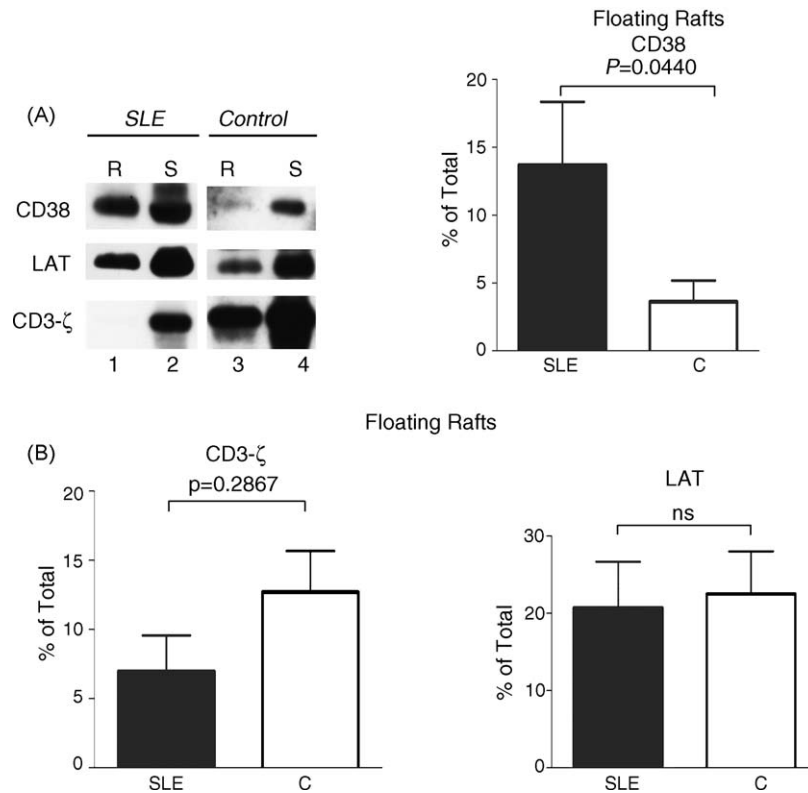 (A)
SLE Control
R S R S
CD38
LAT
CD3-ζ
1 2 3 4
Floating Rafts
CD38
P=0.0440
% of Total
20
15
10
5
0
SLE C
Floating Rafts
(B)
CD3-ζ
p=0.2867
% of Total
20
15
10
5
0
SLE C
LAT
ns
% of Total
30
20
10
0
SLE C